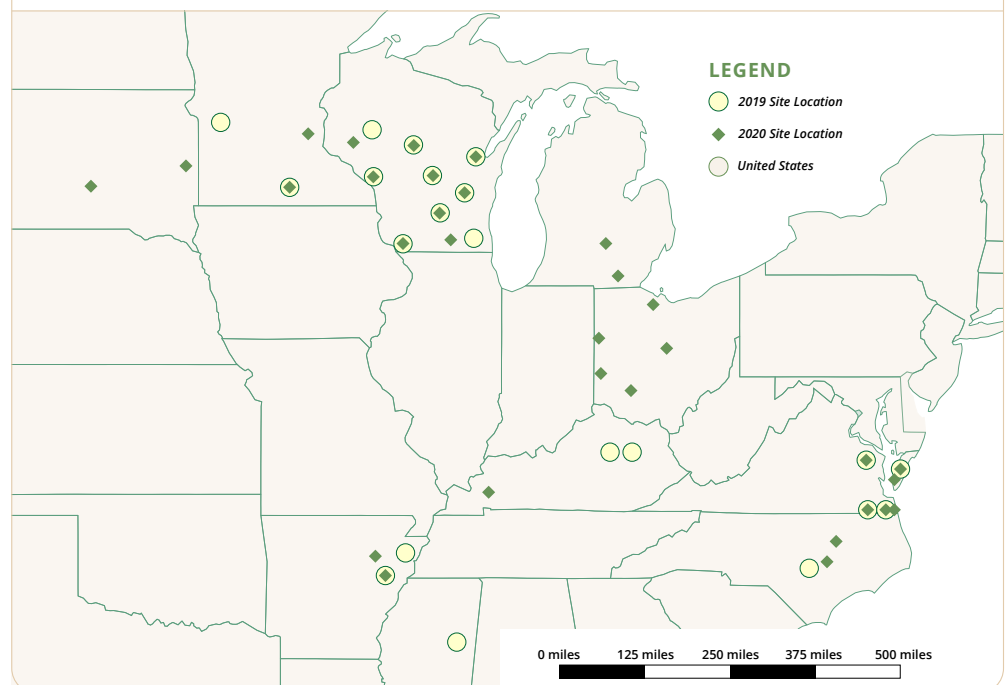 LEGEND
2019 Site Location
2020 Site Location
United States
0 miles 125 miles 250 miles 375 miles 500 miles